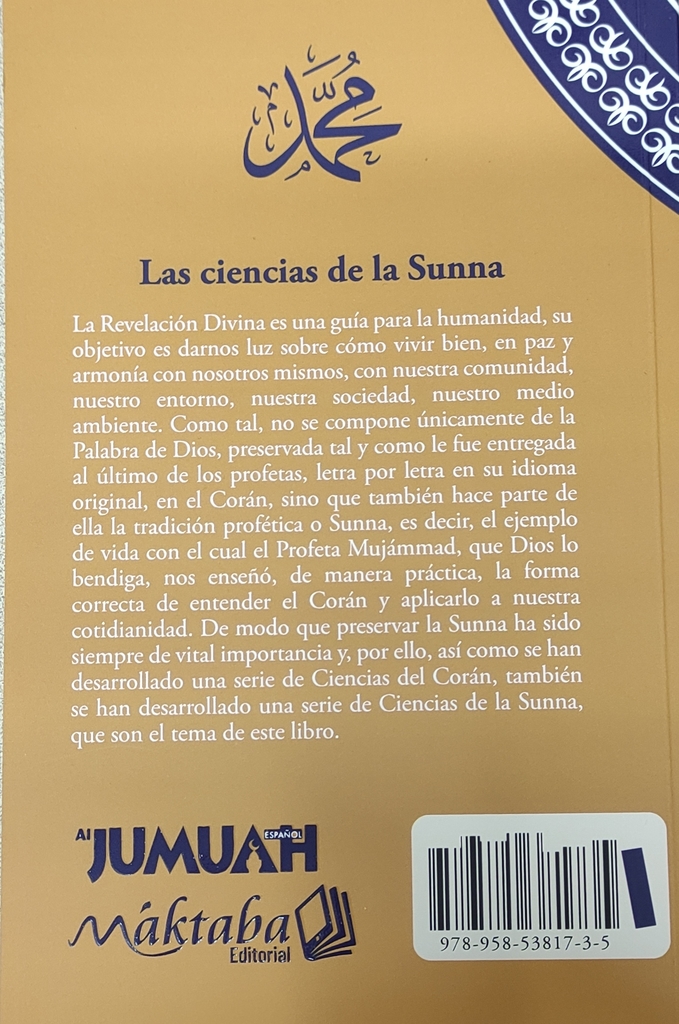 محمد
Las ciencias de la Sunna
La Revelación Divina es una guía para la humanidad, su
objetivo es darnos luz sobre cómo vivir bien, en paz y
armonía con nosotros mismos, con nuestra comunidad,
nuestro entorno, nuestra sociedad, nuestro medio
ambiente. Como tal, no se compone únicamente de la
Palabra de Dios, preservada tal y como le fue entregada
al último de los profetas, letra por letra en su idioma
original, en el Corán, sino que también hace parte de
ella la tradición profética o Sunna, es decir, el ejemplo
de vida con el cual el Profeta Mujámmad, que Dios lo
bendiga, nos enseñó, de manera práctica, la forma
correcta de entender el Corán y aplicarlo a nuestra
cotidianidad. De modo que preservar la Sunna ha sido
siempre de vital importancia y, por ello, así como se han
desarrollado una serie de Ciencias del Corán, también
se han desarrollado una serie de Ciencias de la Sunna,
que son el tema de este libro.
Al JUMUAH ESPAÑOL
Máktaba
Editorial
978-958-53817-3-5